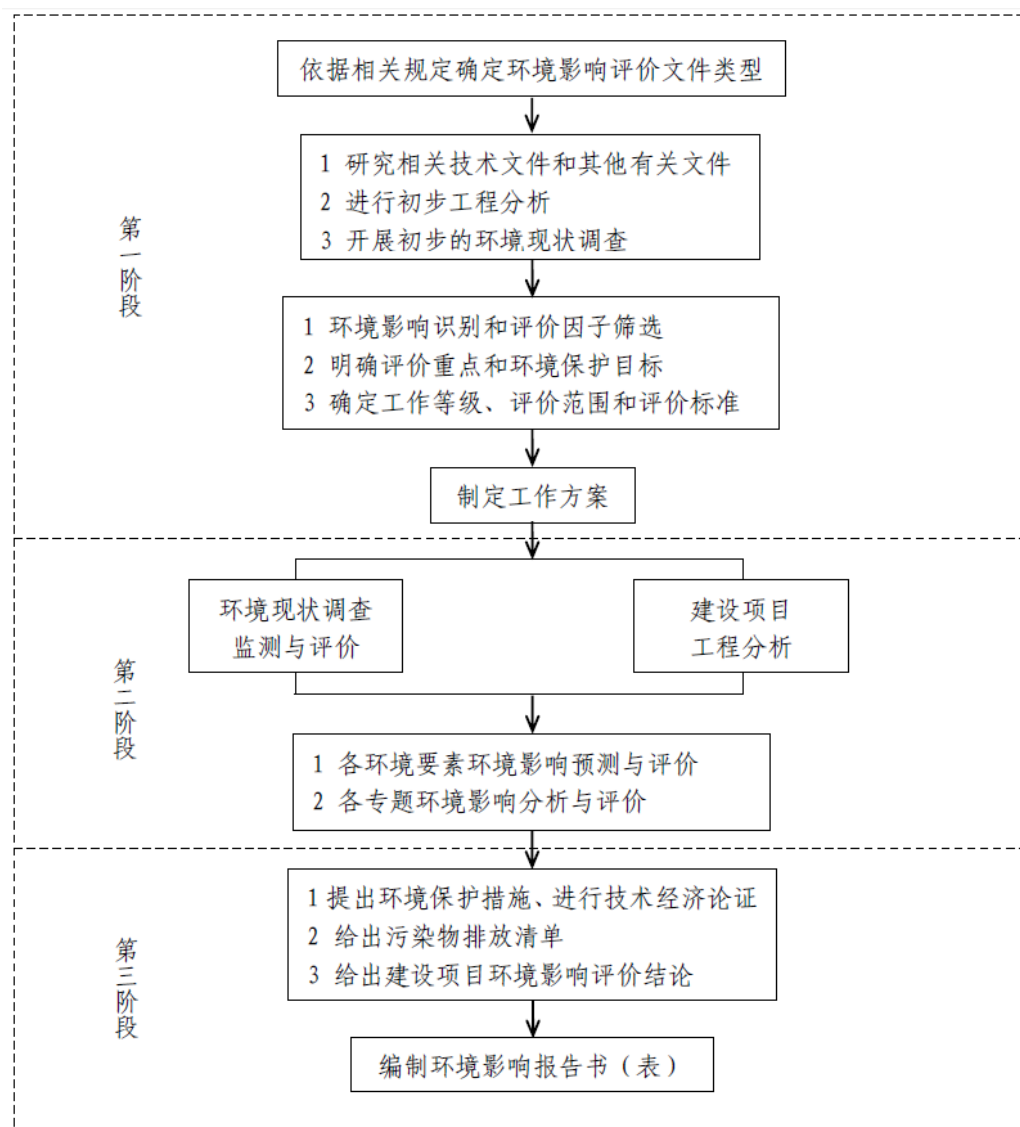 依据相关规定确定环境影响评价文件类型
1 研究相关技术文件和其他有关文件
2 进行初步工程分析
3 开展初步的环境现状调查
第一阶段
1 环境影响识别和评价因子筛选
2 明确评价重点和环境保护目标
3 确定工作等级、评价范围和评价标准
制定工作方案
环境现状调查
监测与评价
建设项目
工程分析
第二阶段
1 各环境要素环境影响预测与评价
2 各专题环境影响分析与评价
1 提出环境保护措施、进行技术经济论证
2 给出污染物排放清单
3 给出建设项目环境影响评价结论
第三阶段
编制环境影响报告书（表）